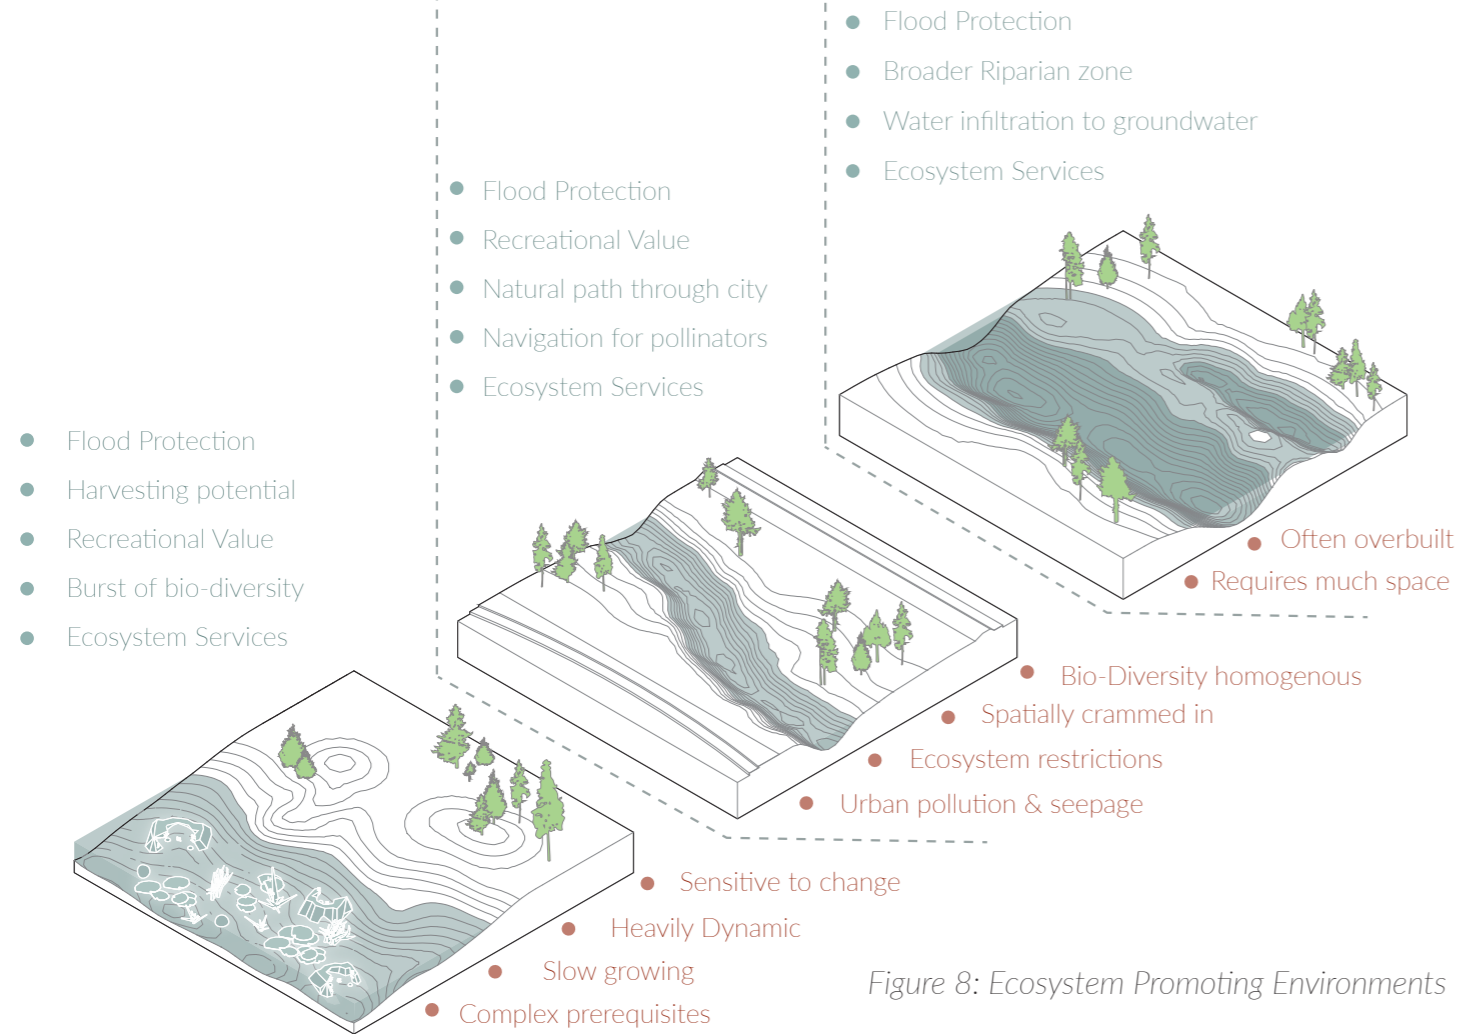 Flood Protection
Harvesting potential
Recreational Value
Burst of bio-diversity
Ecosystem Services
Sensitive to change
Heavily Dynamic
Slow growing
Complex prerequisites
Flood Protection
Recreational Value
Natural path through city
Navigation for pollinators
Ecosystem Services
Bio-Diversity homogenous
Spatially crammed in
Ecosystem restrictions
Urban pollution & seepage
Flood Protection
Broader Riparian zone
Water infiltration to groundwater
Ecosystem Services
Often overbuilt
Requires much space
Figure 8: Ecosystem Promoting Environments